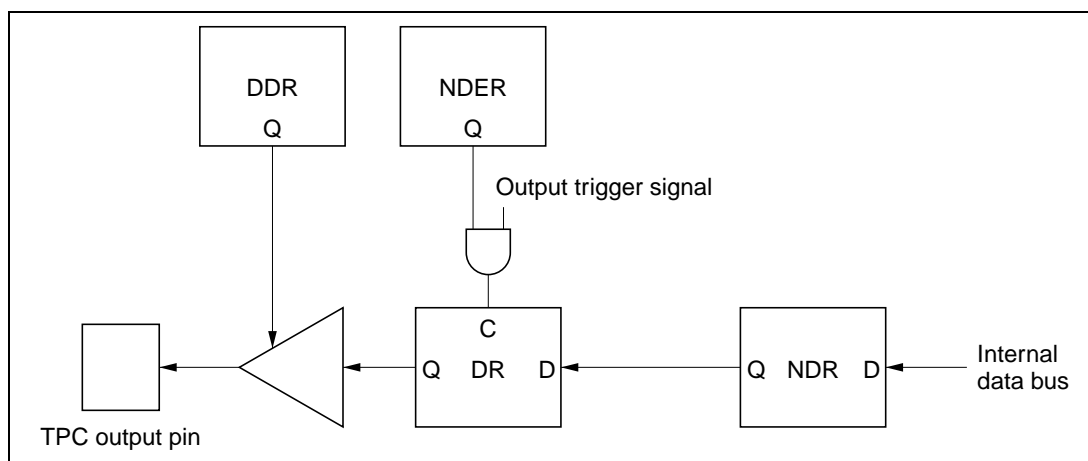 DDR
Q
NDER
Q
Output trigger signal
C
Q DR D
Q NDR D
Internal
data bus
TPC output pin